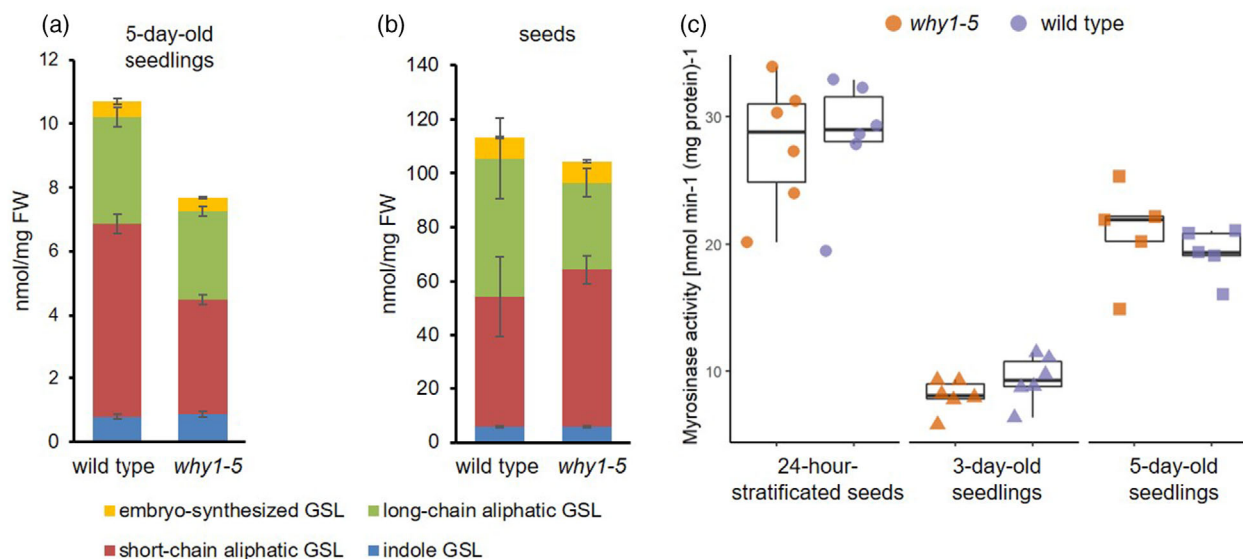 (a)
5-day-old
seedlings
12
10
8
6
4
2
0
nmol/mg FW
wild type
why1-5
(b)
seeds
140
120
100
80
60
40
20
0
nmol/mg FW
wild type
why1-5
embryo-synthesized GSL
long-chain aliphatic GSL
short-chain aliphatic GSL
indole GSL
(c)
why1-5
wild type
Myrosinase activity [nmol min-1 (mg protein)-1
30
20
10
24-hour-
stratificated seeds
3-day-old
seedlings
5-day-old
seedlings